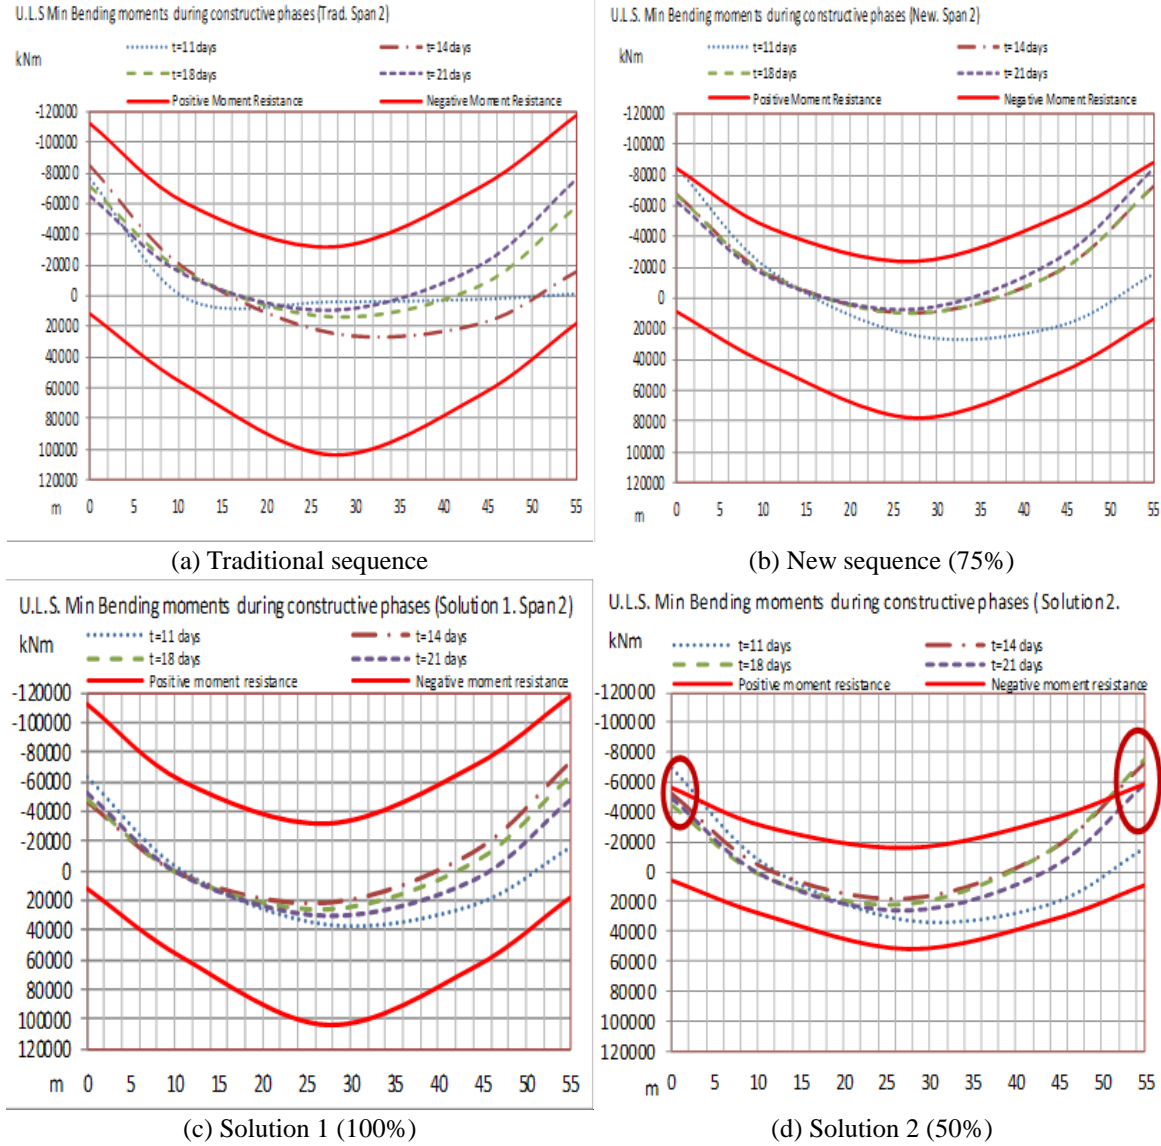 U.L.S Min Bending moments during constructive phases (Trad. Span 2)
kNm
t=11 days
t=14 days
t=18 days
t=21 days
Positive Moment Resistance
Negative Moment Resistance
-120000
-100000
-80000
-60000
-40000
-20000
0
20000
40000
60000
80000
100000
120000
m 0 5 10 15 20 25 30 35 40 45 50 55
(a) Traditional sequence
U.L.S. Min Bending moments during constructive phases (New. Span 2)
kNm
t=11 days
t=14 days
t=18 days
t=21 days
Positive Moment Resistance
Negative Moment Resistance
-120000
-100000
-80000
-60000
-40000
-20000
0
20000
40000
60000
80000
100000
120000
m 0 5 10 15 20 25 30 35 40 45 50 55
(b) New sequence (75%)
U.L.S. Min Bending moments during constructive phases (Solution 1. Span 2)
kNm
t=11 days
t=14 days
t=18 days
t=21 days
Positive moment resistance
Negative moment resistance
-120000
-100000
-80000
-60000
-40000
-20000
0
20000
40000
60000
80000
100000
120000
m 0 5 10 15 20 25 30 35 40 45 50 55
(c) Solution 1 (100%)
U.L.S. Min Bending moments during constructive phases ( Solution 2.
kNm
t=11 days
t=14 days
t=18 days
t=21 days
Positive moment resistance
Negative moment resistance
-120000
-100000
-80000
-60000
-40000
-20000
0
20000
40000
60000
80000
100000
120000
m 0 5 10 15 20 25 30 35 40 45 50 55
(d) Solution 2 (50%)